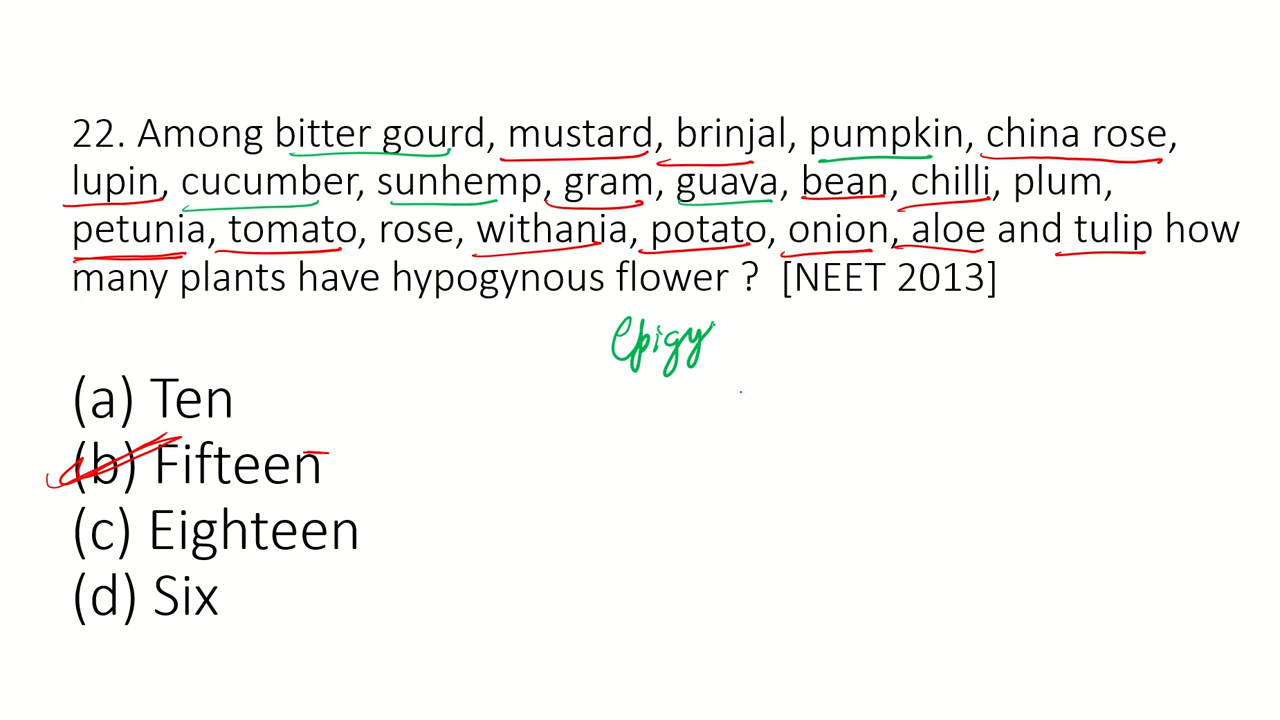 22. Among bitter gourd, mustard, brinjal, pumpkin, china rose,
lupin, cucumber, sunhemp, gram, guava, bean, chilli, plum,
petunia, tomato, rose, withania, potato, onion, aloe and tulip how
many plants have hypogynous flower ? [NEET 2013]
Epigy
(a) Ten
(b) Fifteen
(c) Eighteen
(d) Six